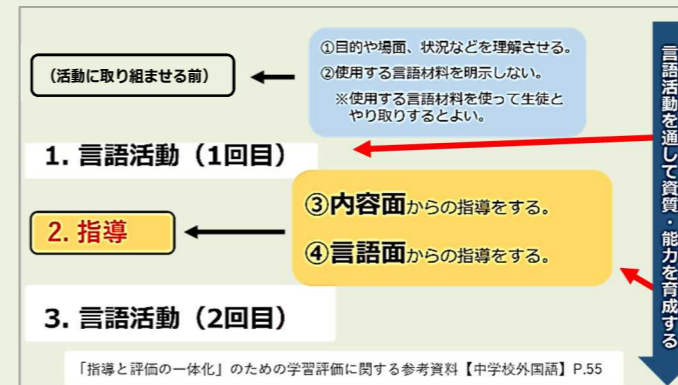 (活動に取り組ませる前)
①目的や場面、状況などを理解させる。
②使用する言語材料を明示しない。
※使用する言語材料を使って生徒と
やり取りするとよい。
1. 言語活動(1回目)
2. 指導
③内容面からの指導をする。
④言語面からの指導をする。
3. 言語活動(2回目)
「指導と評価の一体化」のための学習評価に関する参考資料【中学校外国語】P.55
言語活動を通して資質・能力を育成する